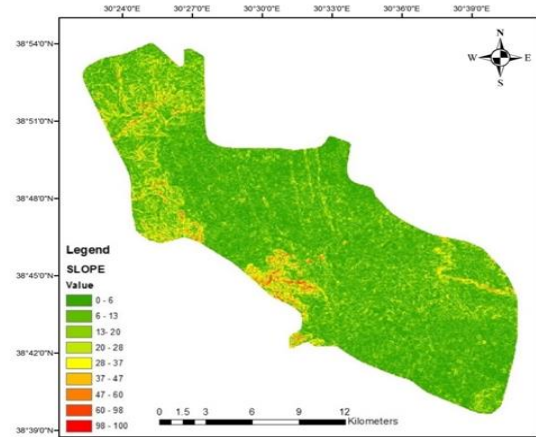 30°24'0"E 30°27'0"E 30°30'0"E 30°33'0"E 30°36'0"E 30°39'0"E
38°54'0"N
N
W E
S
38°51'0"N
38°48'0"N
38°45'0"N
38°42'0"N
38°39'0"N
Legend
SLOPE
Value
0 - 6
6 - 13
13- 20
20 - 28
28 - 37
37 - 47
47 - 60
60 - 98
98 - 100
0 1.5 3 6 9 12
Kilometers